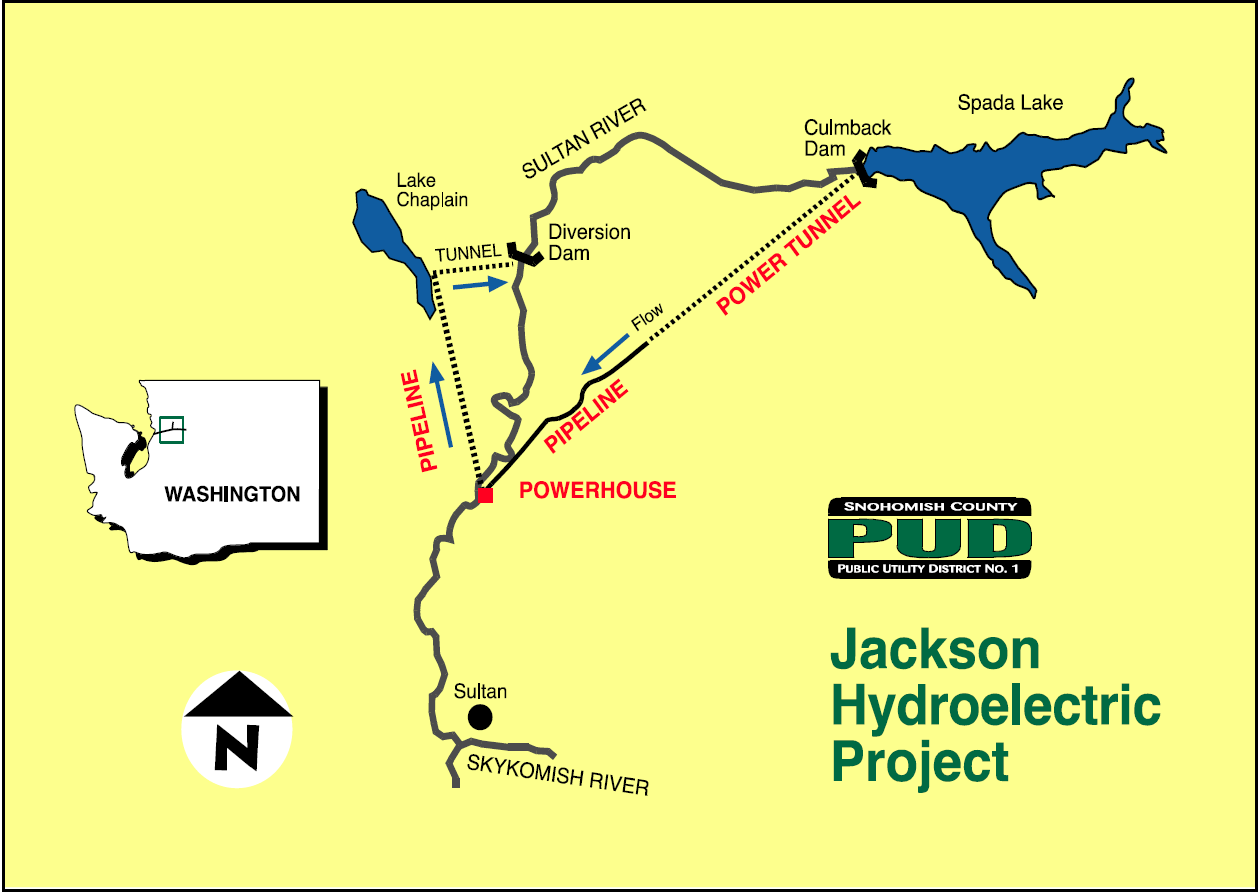 Spada Lake
Culmback
Dam
SULTAN RIVER
Lake
Chaplain
Diversion
Dam
TUNNEL
POWER TUNNEL
Flow
PIPELINE
PIPELINE
POWERHOUSE
WASHINGTON
SNOHOMISH COUNTY
PUD
PUBLIC UTILITY DISTRICT NO. 1
Jackson
Hydroelectric
Project
Sultan
N
SKYKOMISH RIVER